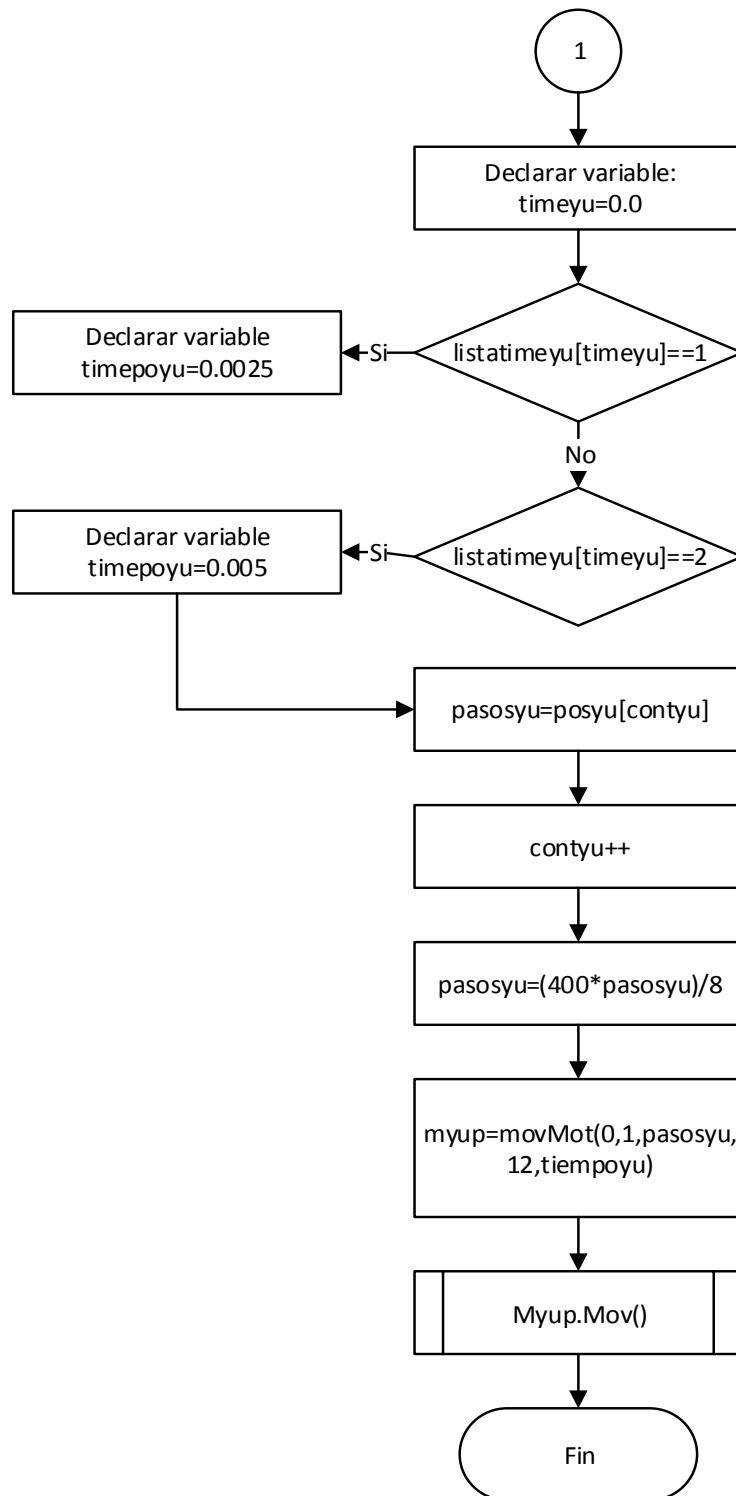 1
Declarar variable:
timeyu=0.0
listatimeyu[timeyu]==1
Si
Declarar variable
timepoyu=0.0025
No
listatimeyu[timeyu]==2
Si
Declarar variable
timepoyu=0.005
pasosyu=posyu[contyu]
contyu++
pasosyu=(400*pasosyu)/8
myup=movMot(0,1,pasosyu,
12,tiempoyu)
Myup.Mov()
Fin